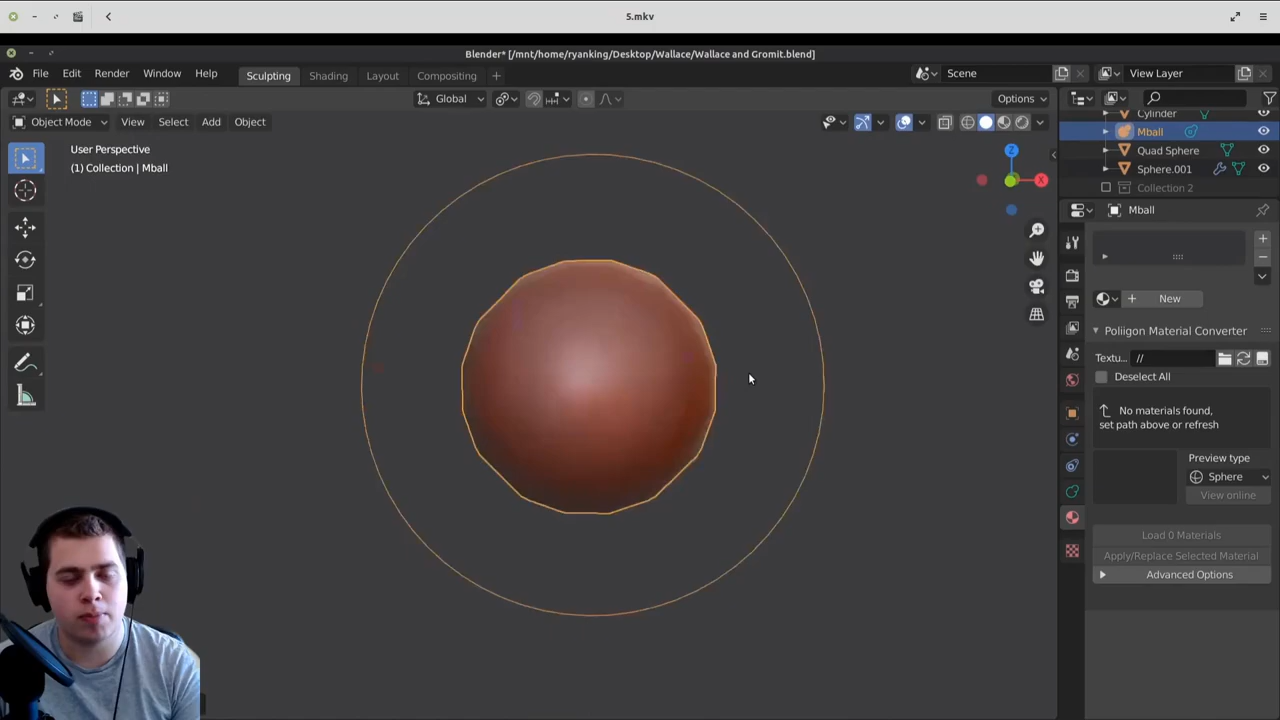 5.mkv
Blender* [/mnt/home/ryanking/Desktop/Wallace/Wallace and Gromit.blend]
File Edit Render Window Help Sculpting Shading Layout Compositing + Scene View Layer
Global Options
Object Mode View Select Add Object
User Perspective
(1) Collection | Mball
Z
X
Cylinder
Mball
Quad Sphere
Sphere.001
Collection 2
Mball
New
Poliigon Material Converter
Textu... //
Deselect All
No materials found,
set path above or refresh
Preview type
Sphere
View online
Load 0 Materials
Apply/Replace Selected Material
Advanced Options